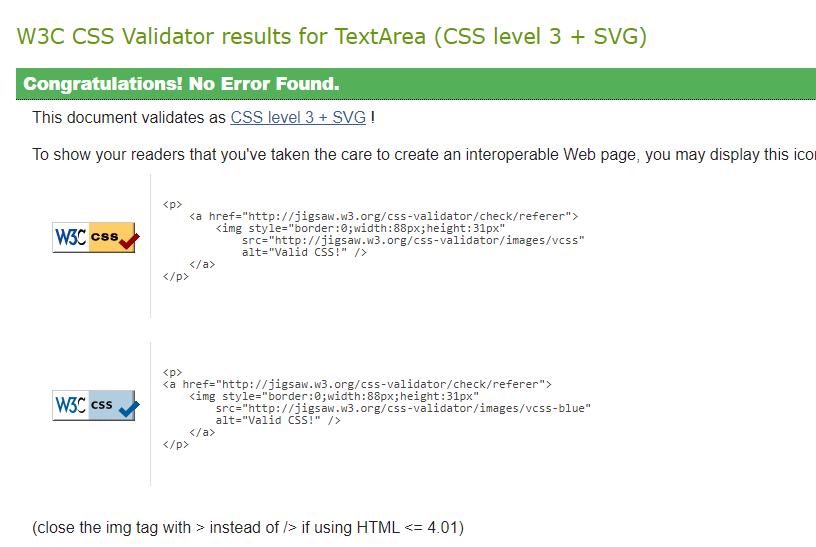 W3C CSS Validator results for TextArea (CSS level 3 + SVG)
Congratulations! No Error Found.
This document validates as CSS level 3 + SVG !
To show your readers that you've taken the care to create an interoperable Web page, you may display this icon
<p>
<a href="http://jigsaw.w3.org/css-validator/check/referer">
<img style="border:0;width:88px;height:31px"
W3C css
src="http://jigsaw.w3.org/css-validator/images/vcss"
alt="Valid CSS!" />
</a>
</p>
<p>
<a href="http://jigsaw.w3.org/css-validator/check/referer">
<img style="border:0;width:88px;height:31px"
W3C css
src="http://jigsaw.w3.org/css-validator/images/vcss-blue"
alt="Valid CSS!" />
</a>
</p>
(close the img tag with > instead of /> if using HTML <= 4.01)